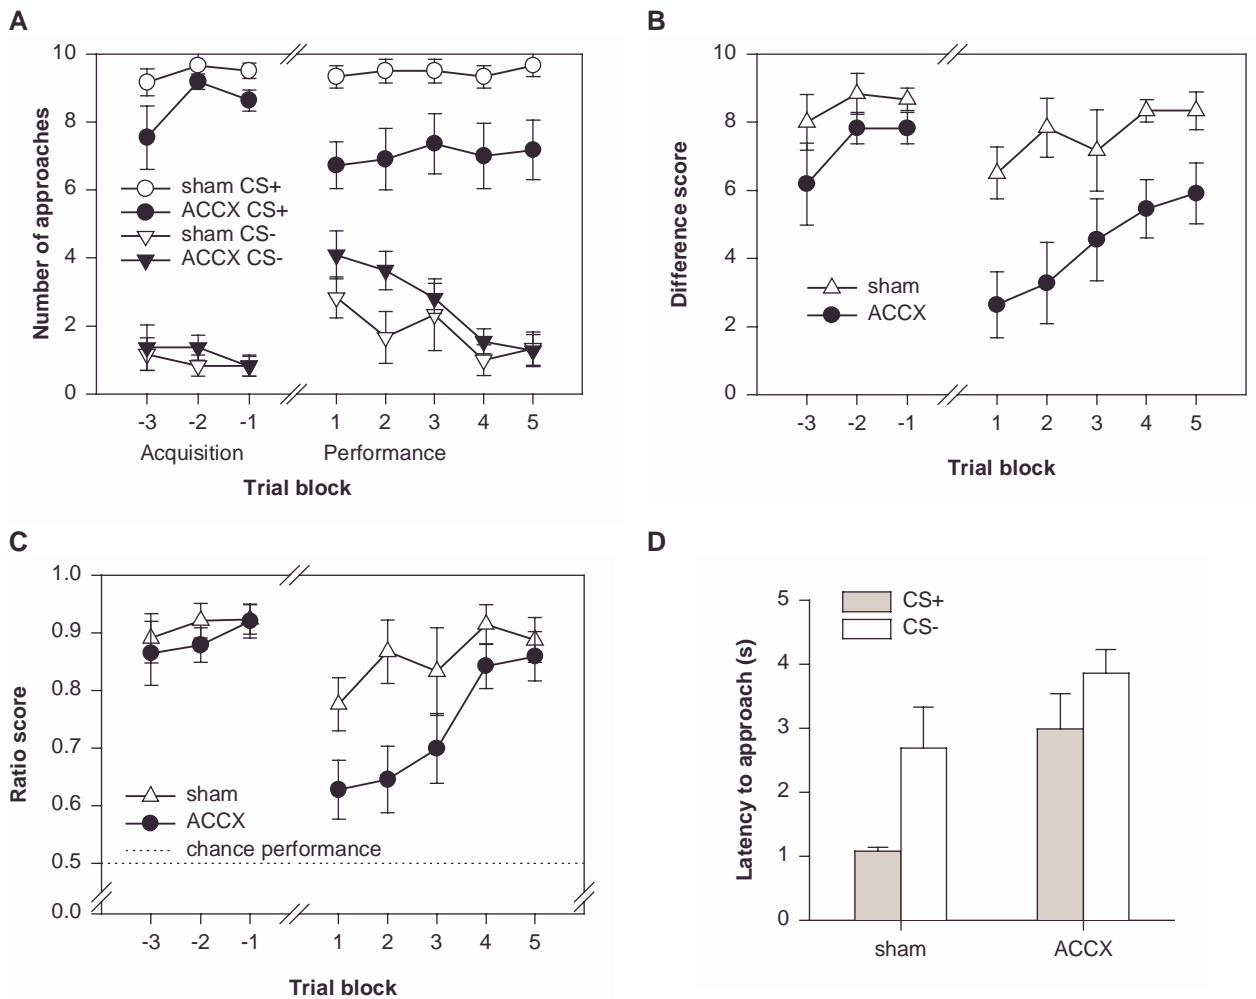 A
10
8
6
4
2
0
Number of approaches
sham CS+
ACCX CS+
sham CS-
ACCX CS-
-3 -2 -1 1 2 3 4 5
Acquisition Performance
Trial block
B
10
8
6
4
2
0
Difference score
sham
ACCX
-3 -2 -1 1 2 3 4 5
Trial block
C
1.0
0.9
0.8
0.7
0.6
0.5
0.0
Ratio score
sham
ACCX
chance performance
-3 -2 -1 1 2 3 4 5
Trial block
D
5
4
3
2
1
0
Latency to approach (s)
CS+
CS-
sham ACCX